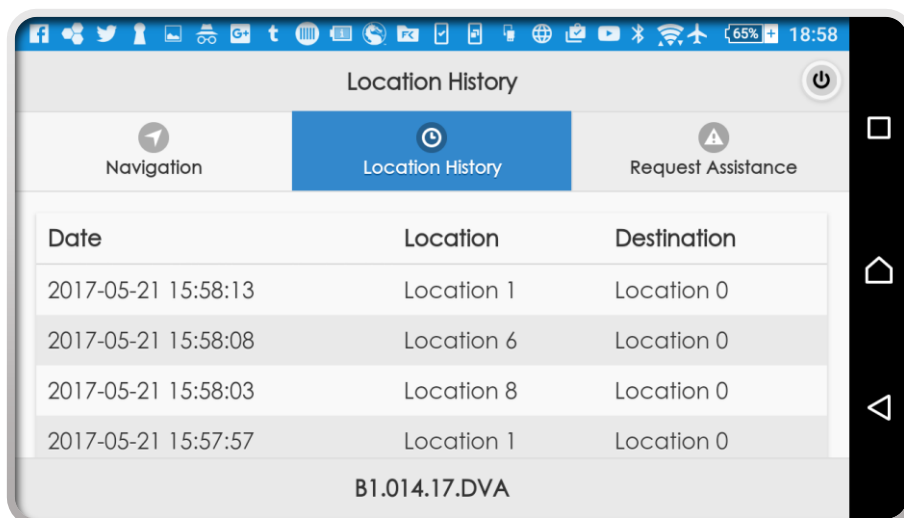 65% 18:58
Location History
Navigation Location History Request Assistance
Date Location Destination
2017-05-21 15:58:13 Location 1 Location 0
2017-05-21 15:58:08 Location 6 Location 0
2017-05-21 15:58:03 Location 8 Location 0
2017-05-21 15:57:57 Location 1 Location 0
B1.014.17.DVA